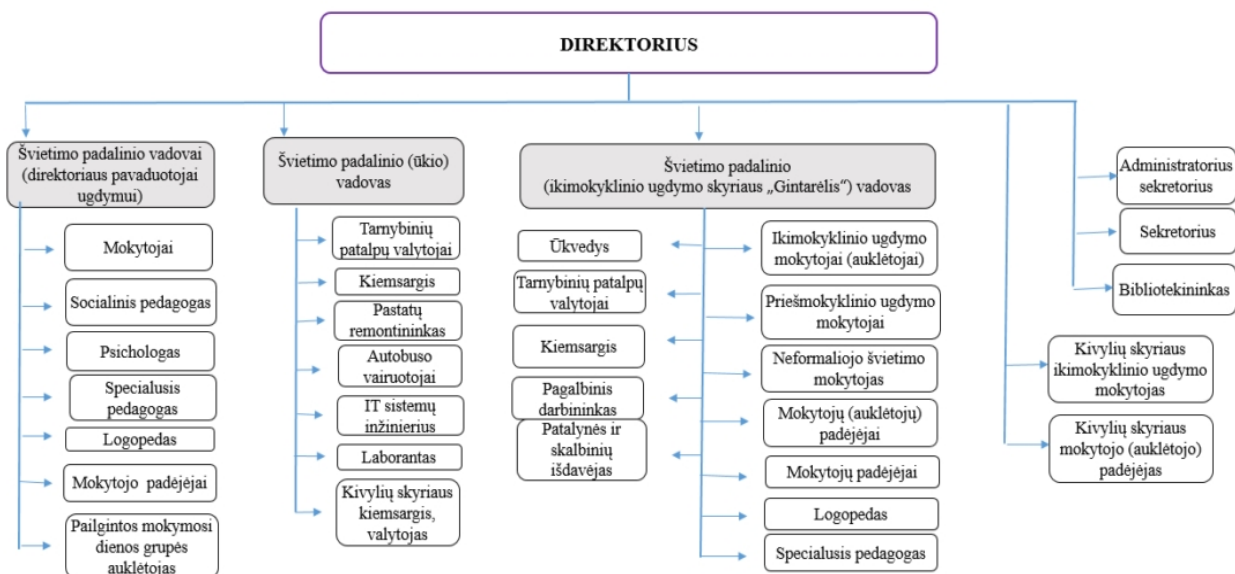 DIREKTORIUS
Švietimo padalinio vadovai
(direktoriaus pavaduotojai
ugdymui)
Mokytojai
Socialinis pedagogas
Psichologas
Specialusis
pedagogas
Logopedas
Mokytojo padėjėjai
Pailgintos mokymosi
dienos grupės
auklėtojas
Švietimo padalinio (ūkio)
vadovas
Tarnybinių
patalpų valytojai
Kiemsargis
Pastatų
remontininkas
Autobuso
vairuotojai
IT sistemų
inžinierius
Laborantas
Kivylių skyriaus
kiemsargis,
valytojas
Švietimo padalinio
(ikimokyklinio ugdymo skyriaus „Gintarėlis“) vadovas
Ūkvedys
Tarnybinių patalpų
valytojai
Kiemsargis
Pagalbinis
darbininkas
Patalynės ir
skalbinių
išdavėjas
Ikimokyklinio ugdymo
mokytojai (auklėtojai)
Priešmokyklinio ugdymo
mokytojai
Neformaliojo švietimo
mokytojas
Mokytojų (auklėtojų)
padėjėjai
Mokytojų padėjėjai
Logopedas
Specialusis pedagogas
Administratorius
sekretorius
Sekretorius
Bibliotekininkas
Kivylių skyriaus
ikimokyklinio ugdymo
mokytojas
Kivylių skyriaus
mokytojo (auklėtojo)
padėjėjas